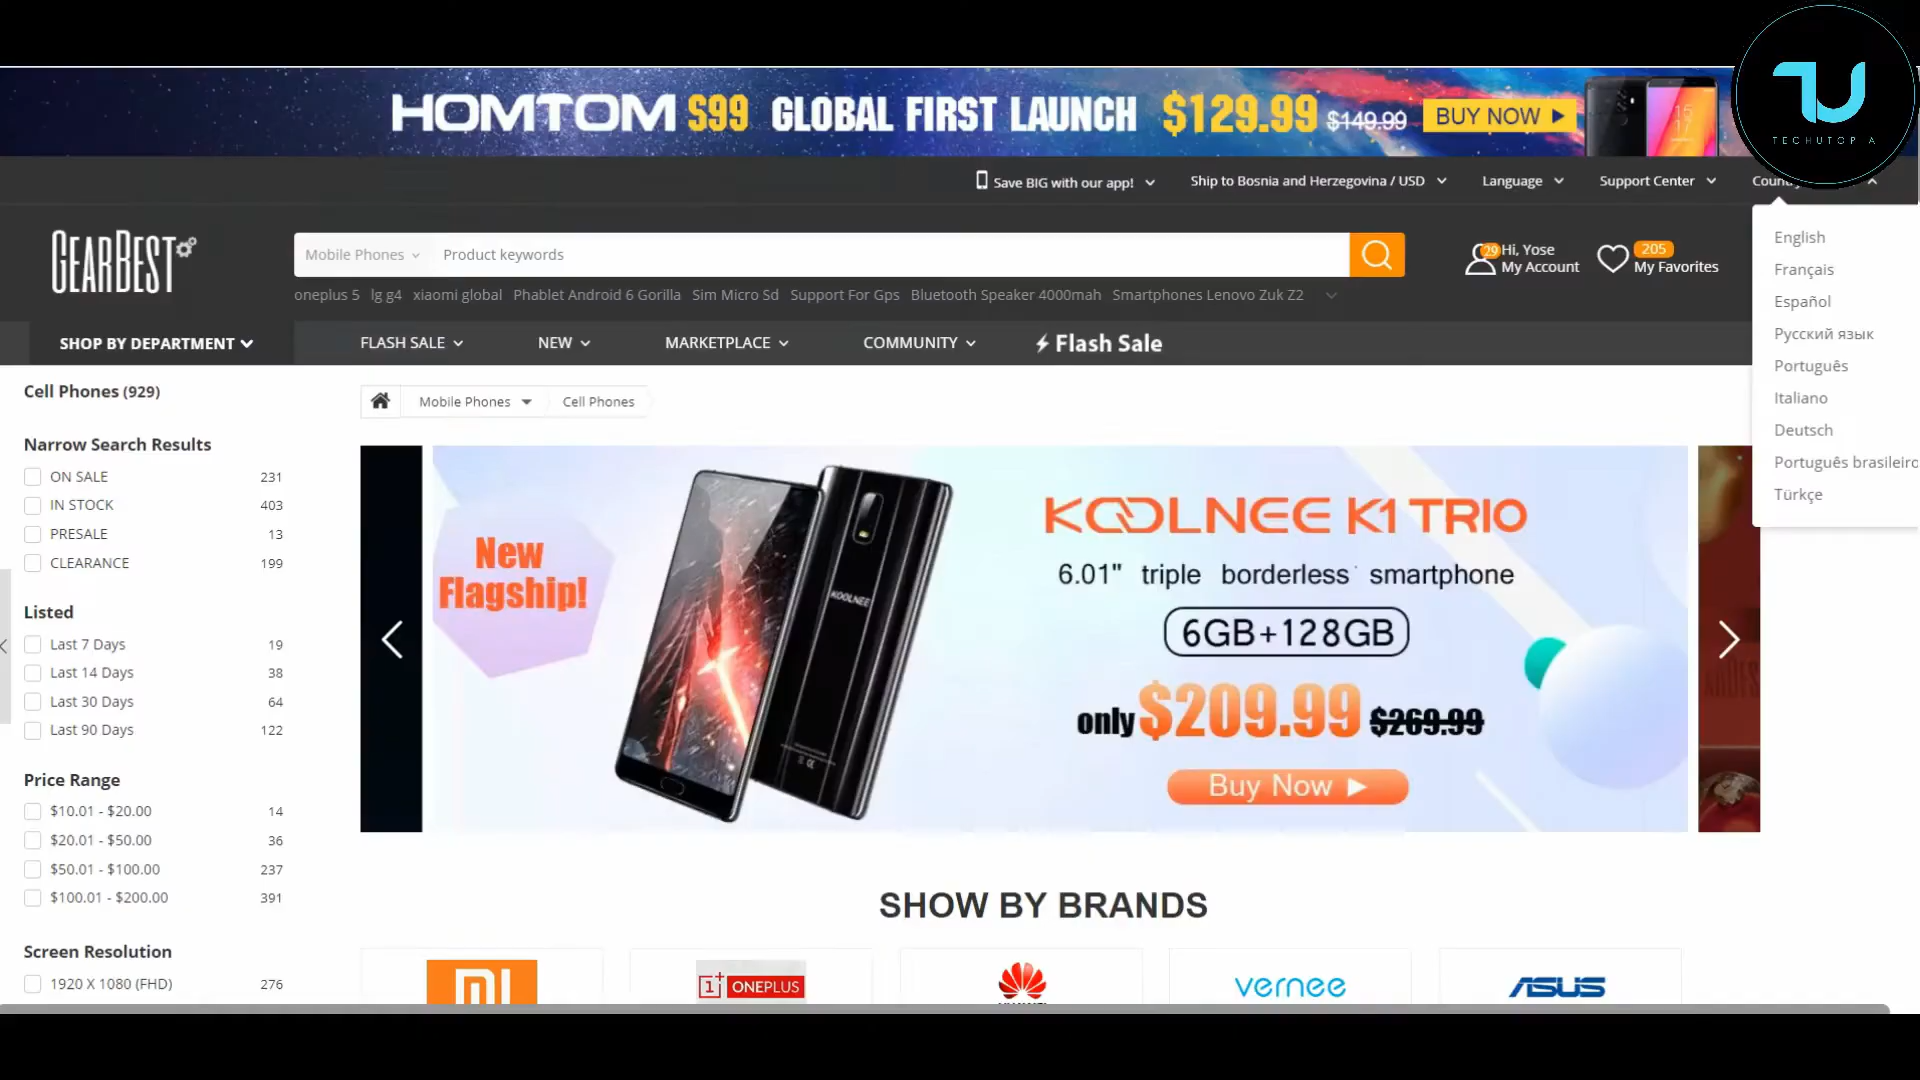 HOMTOM S99 GLOBAL FIRST LAUNCH $129.99 $149.99 BUY NOW
TECHUTOPIA
Save BIG with our app! Ship to Bosnia and Herzegovina / USD Language Support Center
English
Français
Español
Русский язык
Português
Italiano
Deutsch
Português brasileiro
Türkçe
GEARBEST
Mobile Phones Product keywords
29 Hi, Yose
My Account
205
My Favorites
oneplus 5 lg g4 xiaomi global Phablet Android 6 Gorilla Sim Micro Sd Support For Gps Bluetooth Speaker 4000mah Smartphones Lenovo Zuk Z2
SHOP BY DEPARTMENT FLASH SALE NEW MARKETPLACE COMMUNITY Flash Sale
Cell Phones (929)
Mobile Phones Cell Phones
Narrow Search Results
ON SALE 231
IN STOCK 403
PRESALE 13
CLEARANCE 199
Listed
Last 7 Days 19
Last 14 Days 38
Last 30 Days 64
Last 90 Days 122
Price Range
$10.01 - $20.00 14
$20.01 - $50.00 36
$50.01 - $100.00 237
$100.01 - $200.00 391
Screen Resolution
1920 X 1080 (FHD) 276
New
Flagship!
KOOLNEE
KOOLNEE K1 TRIO
6.01" triple borderless smartphone
6GB+128GB
only $209.99 $269.99
Buy Now
SHOW BY BRANDS
MI
1+ ONEPLUS
vernee
ASUS